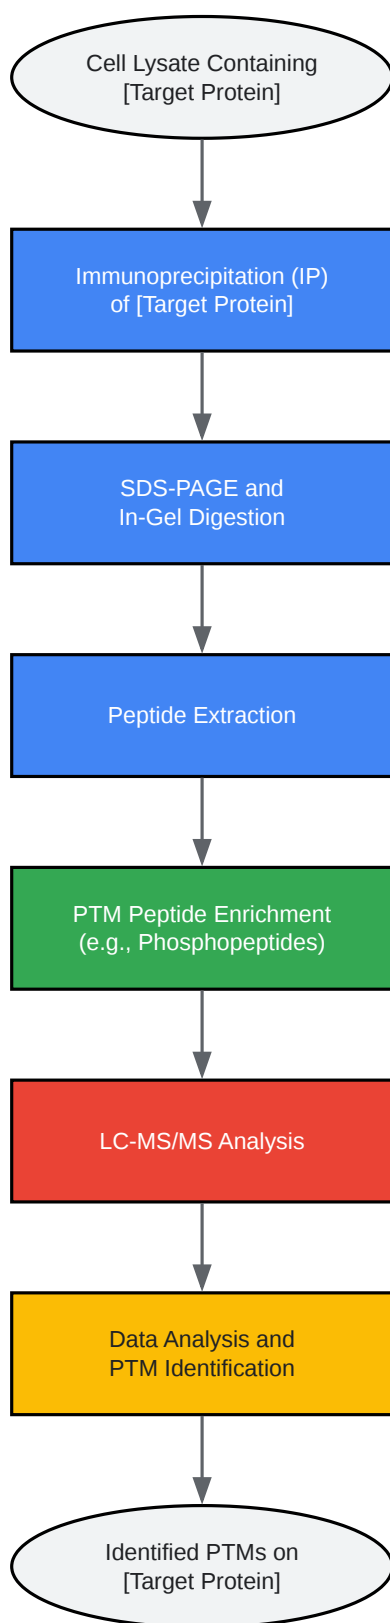 Cell Lysate Containing
[Target Protein]
Immunoprecipitation (IP)
of [Target Protein]
SDS-PAGE and
In-Gel Digestion
Peptide Extraction
PTM Peptide Enrichment
(e.g., Phosphopeptides)
LC-MS/MS Analysis
Data Analysis and
PTM Identification
Identified PTMs on
[Target Protein]